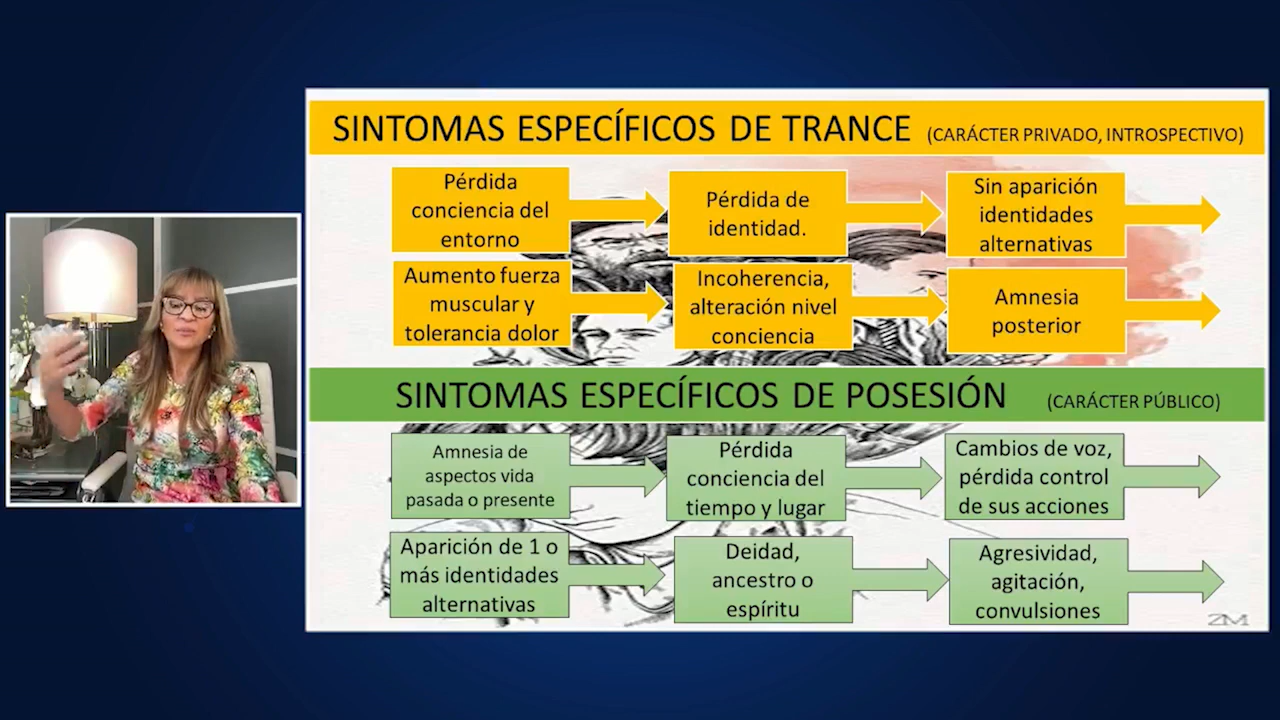 SINTOMAS ESPECÍFICOS DE TRANCE (CARÁCTER PRIVADO, INTROSPECTIVO)
Pérdida
conciencia del
entorno
Pérdida de
identidad.
Sin aparición
identidades
alternativas
Aumento fuerza
muscular y
tolerancia dolor
Incoherencia,
alteración nivel
conciencia
Amnesia
posterior
SINTOMAS ESPECÍFICOS DE POSESIÓN (CARÁCTER PÚBLICO)
Amnesia de
aspectos vida
pasada o presente
Pérdida
conciencia del
tiempo y lugar
Cambios de voz,
pérdida control
de sus acciones
Aparición de 1 o
más identidades
alternativas
Deidad,
ancestro o
espíritu
Agresividad,
agitación,
convulsiones
ZM